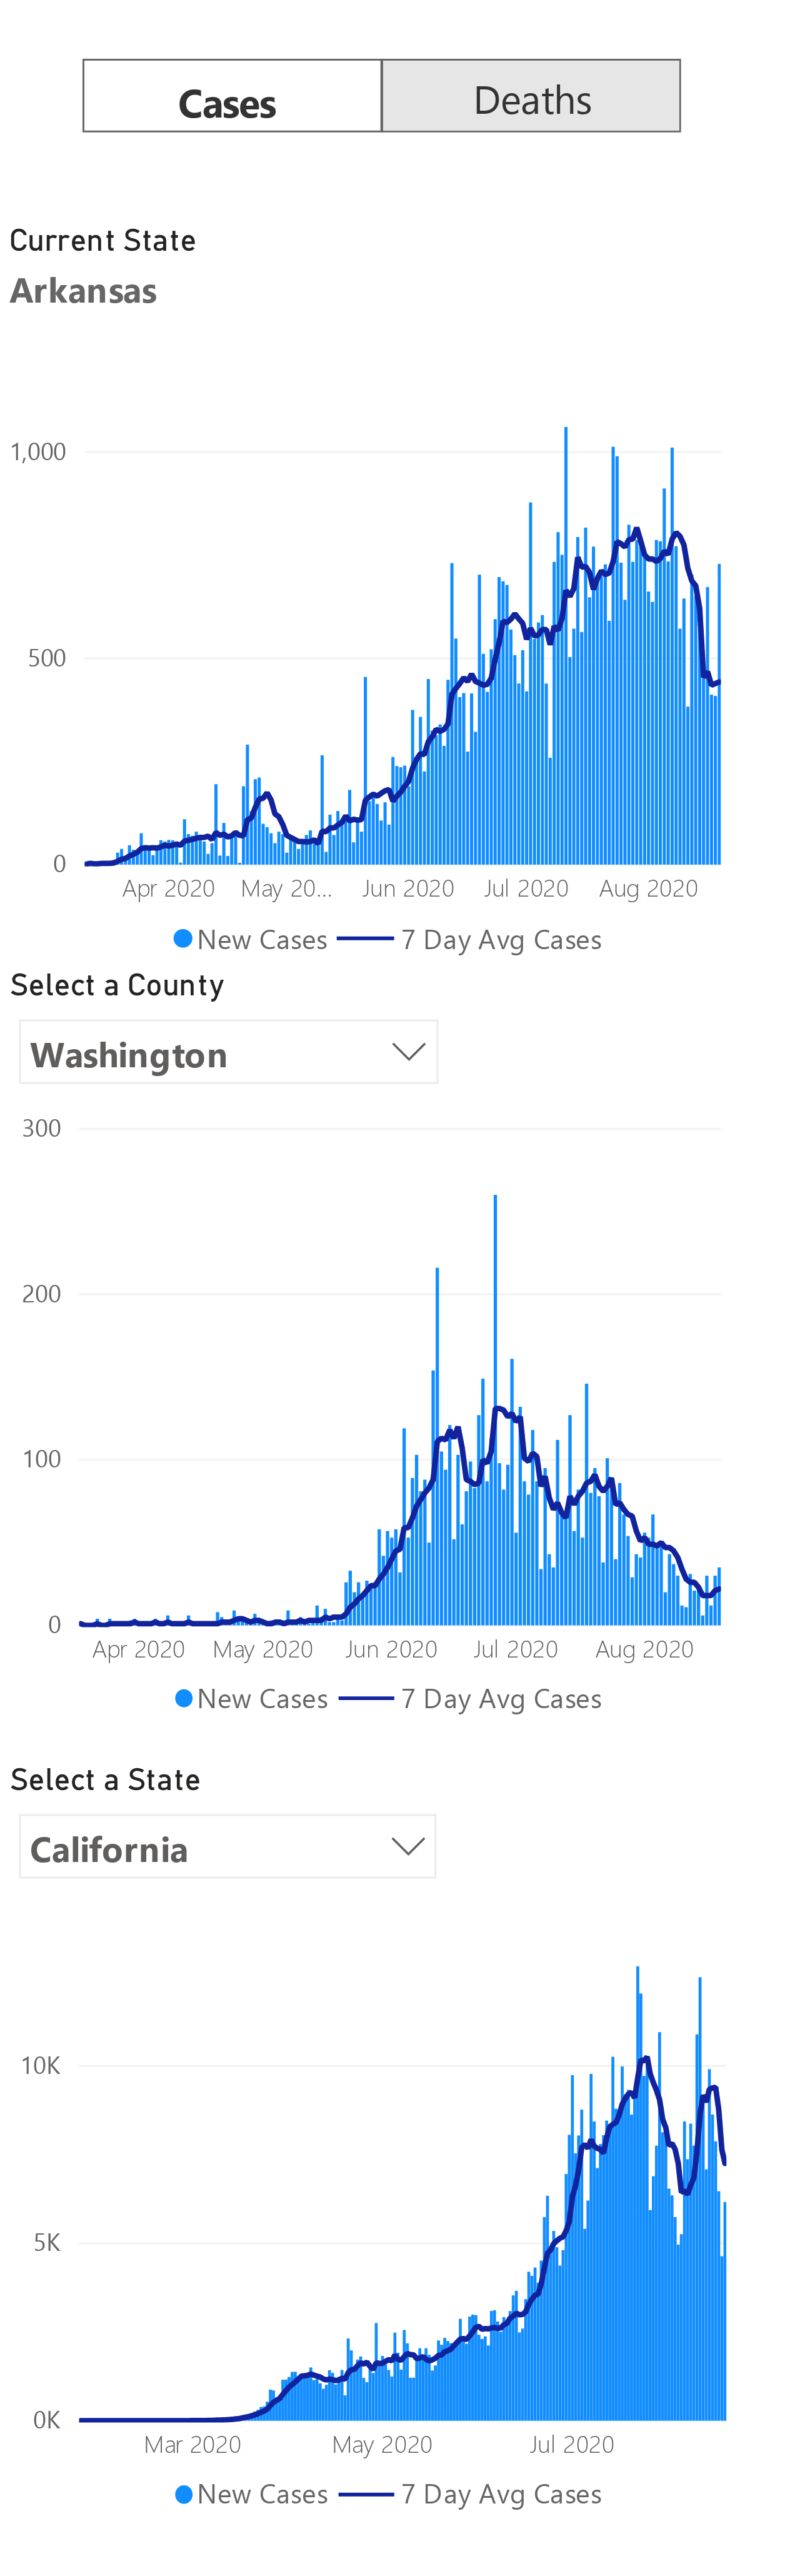 Cases Deaths
Current State
Arkansas
1,000
500
0
Apr 2020 May 20... Jun 2020 Jul 2020 Aug 2020
New Cases 7 Day Avg Cases
Select a County
Washington
300
200
100
0
Apr 2020 May 2020 Jun 2020 Jul 2020 Aug 2020
New Cases 7 Day Avg Cases
Select a State
California
10K
5K
0K
Mar 2020 May 2020 Jul 2020
New Cases 7 Day Avg Cases